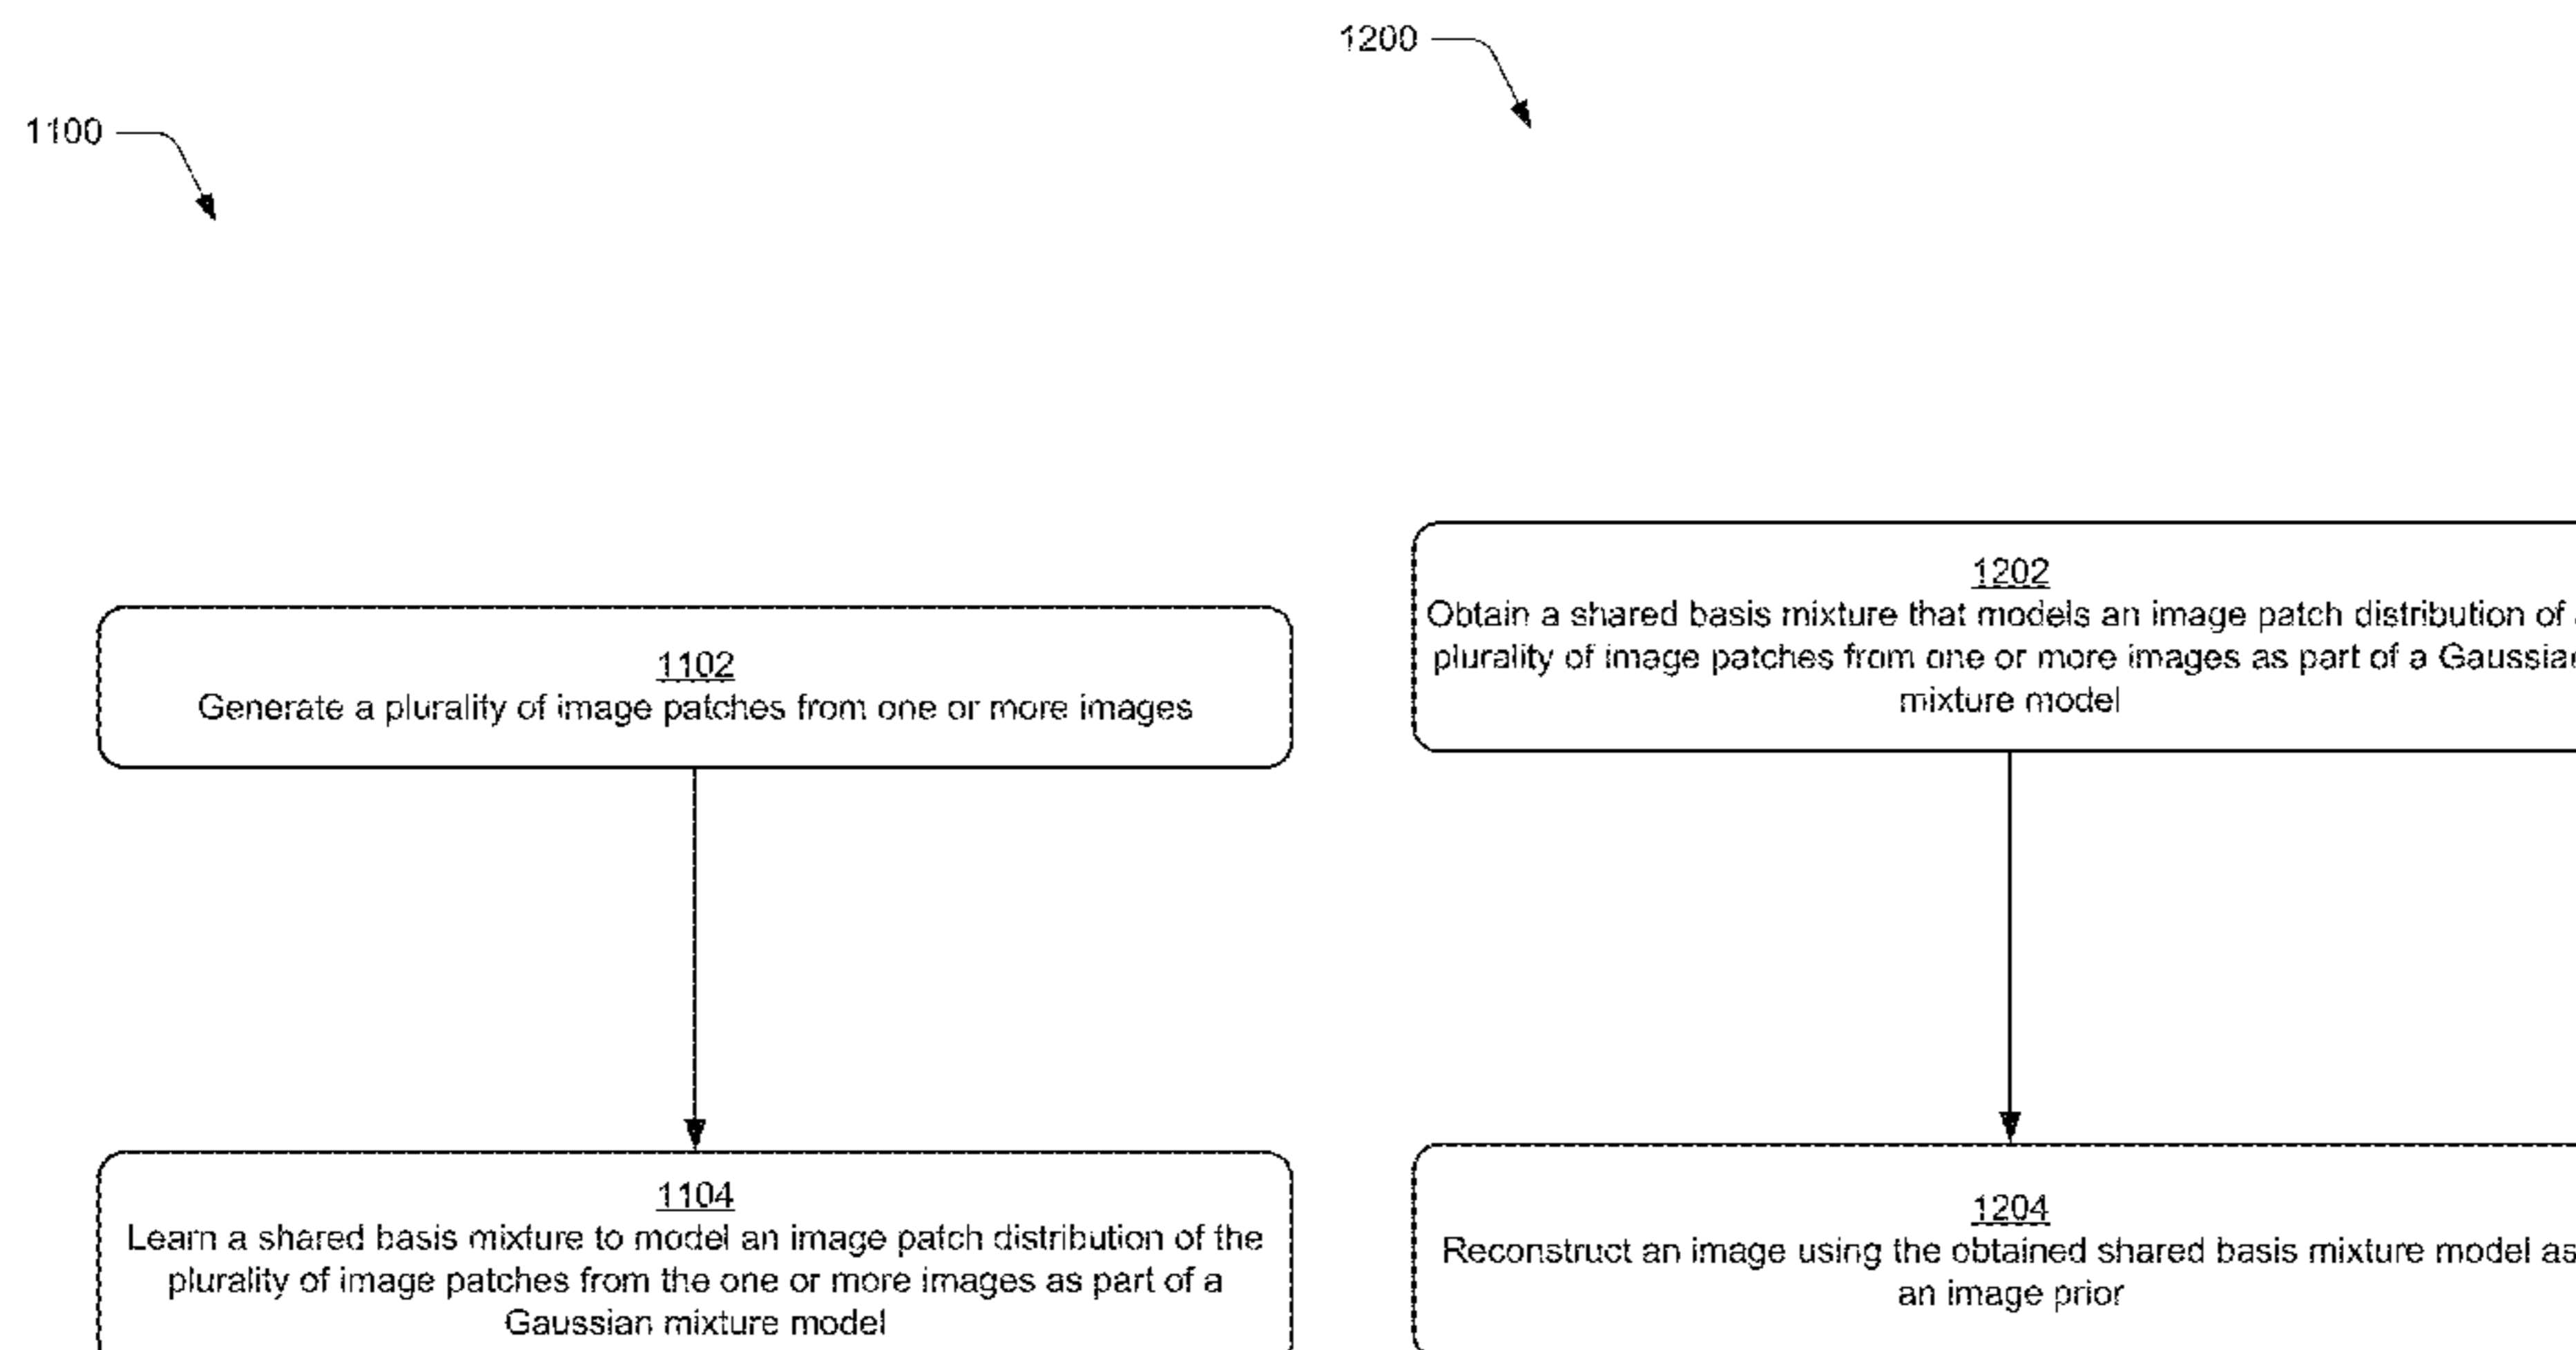 1100
1102
Generate a plurality of image patches from one or more images
1104
Learn a shared basis mixture to model an image patch distribution of the
plurality of image patches from the one or more images as part of a
Gaussian mixture model
1200
1202
Obtain a shared basis mixture that models an image patch distribution of
plurality of image patches from one or more images as part of a
mixture model
1204
Reconstruct an image using the obtained shared basis mixture model as
an image prior